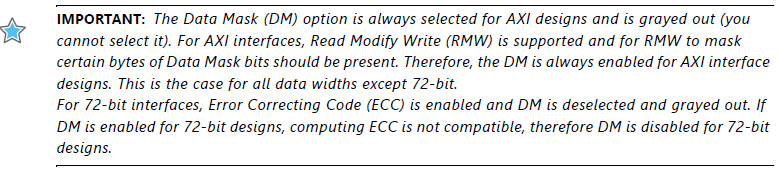 IMPORTANT: The Data Mask (DM) option is always selected for AXI designs and is grayed out (you
cannot select it). For AXI interfaces, Read Modify Write (RMW) is supported and for RMW to mask
certain bytes of Data Mask bits should be present. Therefore, the DM is always enabled for AXI interface
designs. This is the case for all data widths except 72-bit.
For 72-bit interfaces, Error Correcting Code (ECC) is enabled and DM is deselected and grayed out. If
DM is enabled for 72-bit designs, computing ECC is not compatible, therefore DM is disabled for 72-bit
designs.